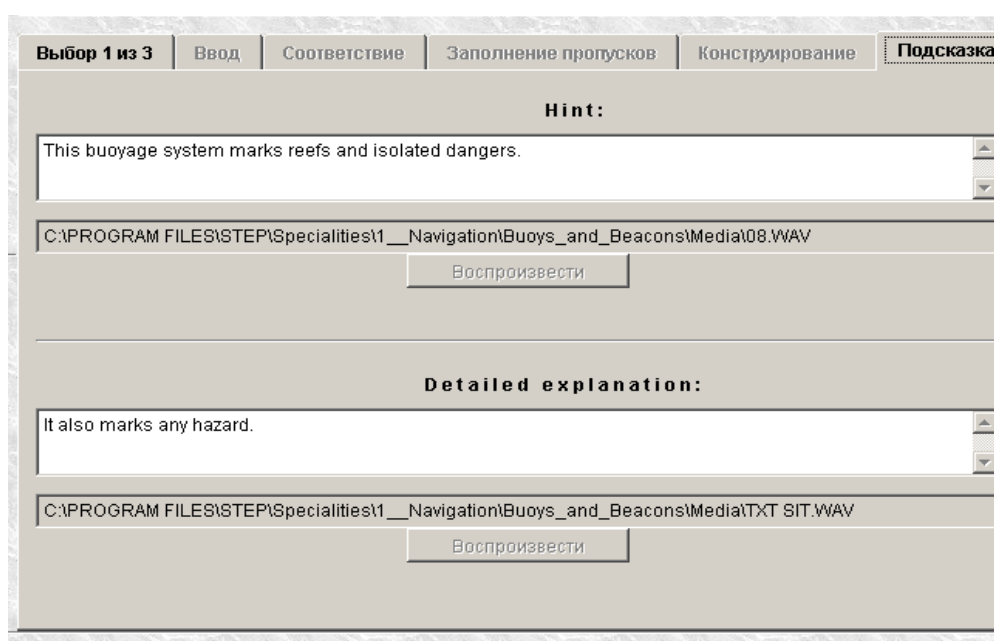 Выбор 1 из 3 Ввод Соответствие Заполнение пропусков Конструирование Подсказка
Hint:
This buoyage system marks reefs and isolated dangers.
C:\PROGRAM FILES\STEP\Specialities\1__Navigation\Buoys_and_Beacons\Media\08.WAV
Воспроизвести
Detailed explanation:
It also marks any hazard.
C:\PROGRAM FILES\STEP\Specialities\1__Navigation\Buoys_and_Beacons\Media\TXT SIT.WAV
Воспроизвести